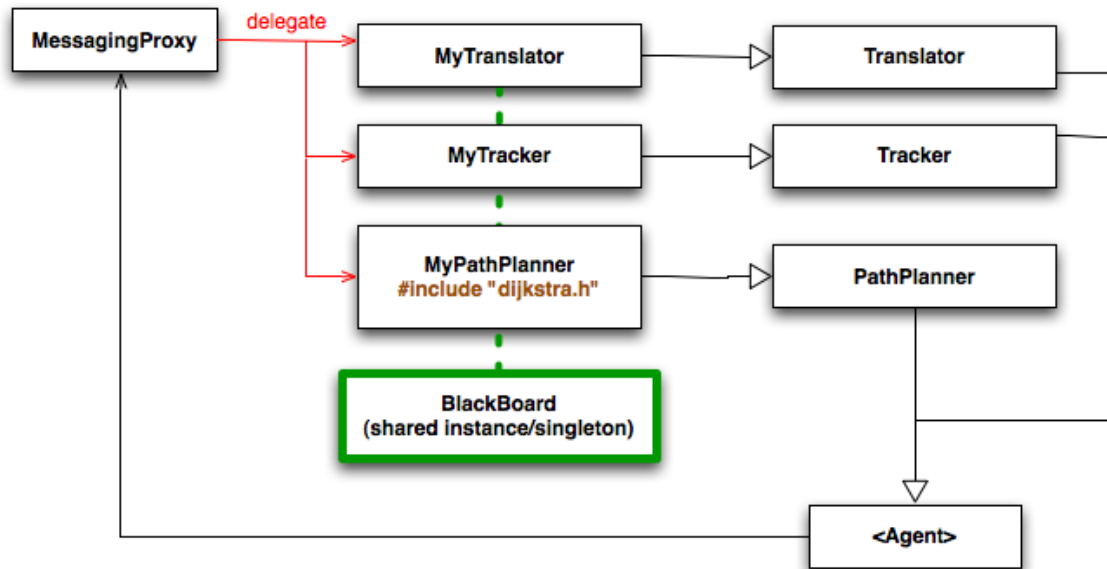 delegate
MessagingProxy
MyTranslator
Translator
MyTracker
Tracker
MyPathPlanner
#include "dijkstra.h"
PathPlanner
BlackBoard
(shared instance/singleton)
<Agent>